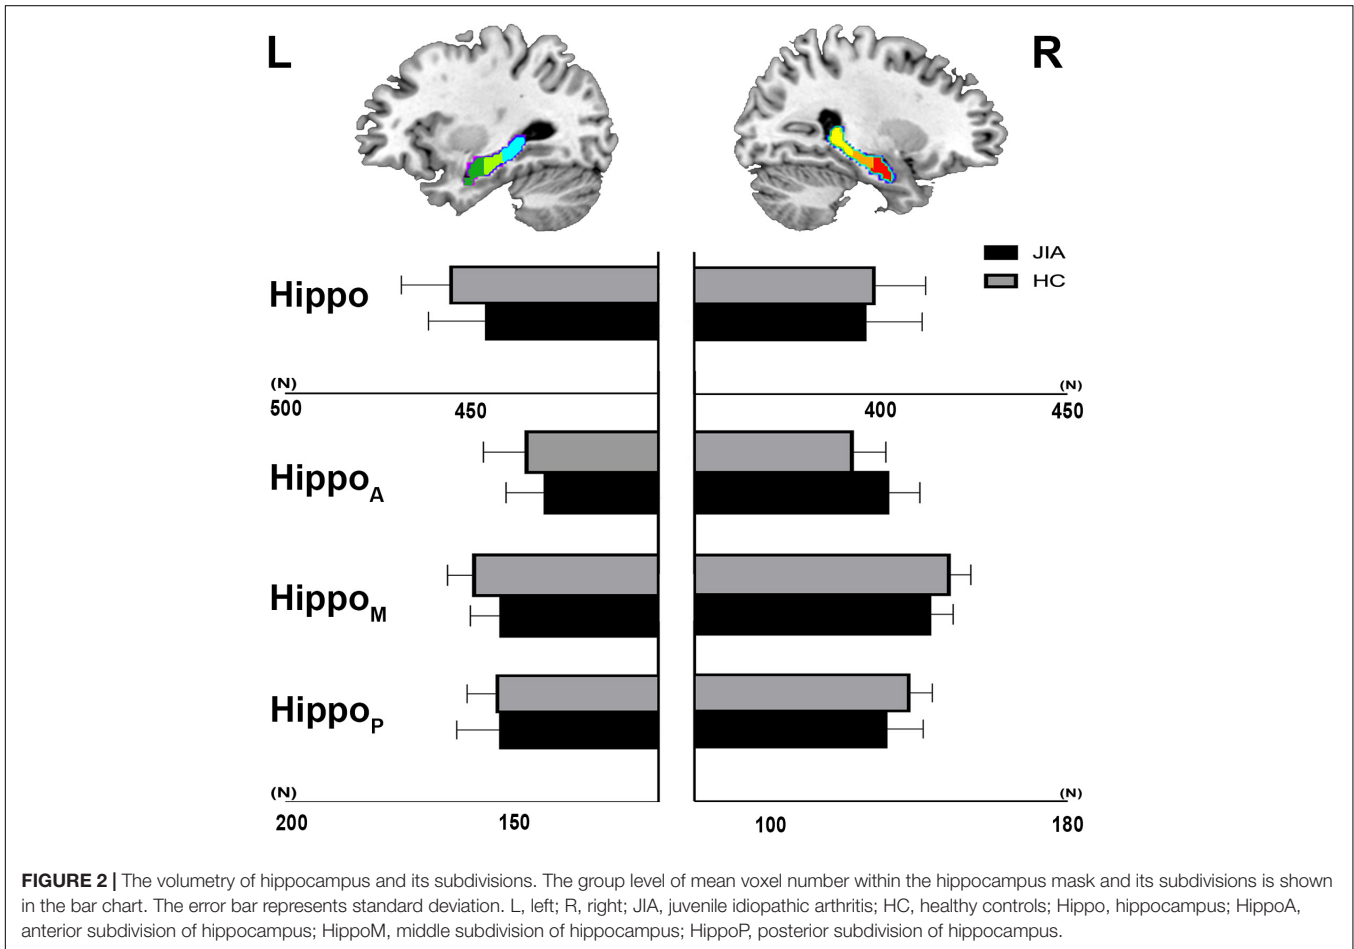 L
R
JIA
HC
Hippo
(N)
(N)
500
450
400
450
HippoA
HippoM
HippoP
(N)
(N)
200
150
100
180
FIGURE 2 | The volumetry of hippocampus and its subdivisions. The group level of mean voxel number within the hippocampus mask and its subdivisions is shown
in the bar chart. The error bar represents standard deviation. L, left; R, right; JIA, juvenile idiopathic arthritis; HC, healthy controls; Hippo, hippocampus; HippoA,
anterior subdivision of hippocampus; HippoM, middle subdivision of hippocampus; HippoP, posterior subdivision of hippocampus.